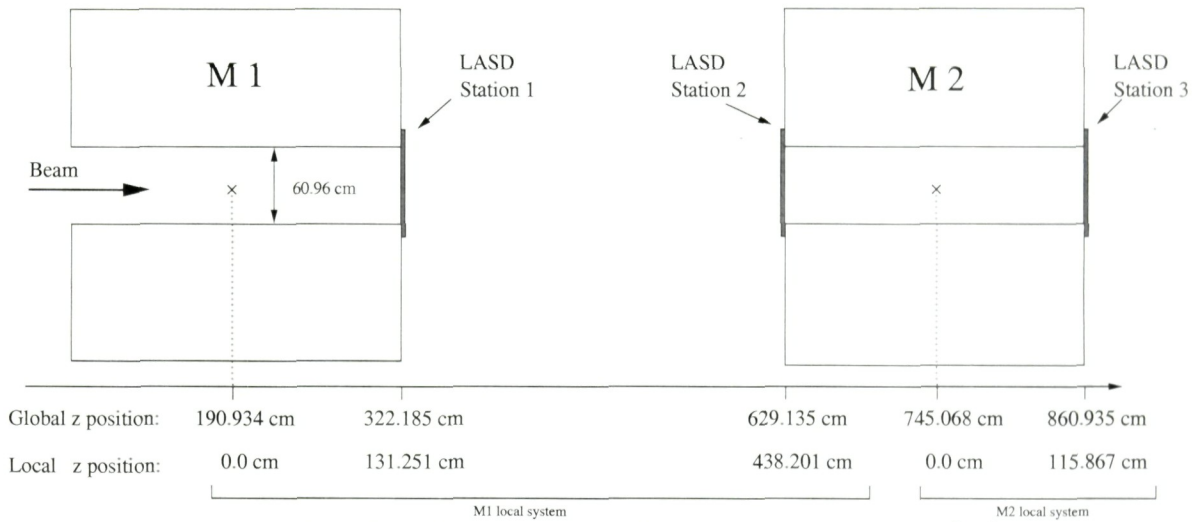 M 1
LASD
Station 1
LASD
Station 2
M 2
LASD
Station 3
Beam
60.96 cm
Global z position: 190.934 cm 322.185 cm 629.135 cm 745.068 cm 860.935 cm
Local z position: 0.0 cm 131.251 cm 438.201 cm 0.0 cm 115.867 cm
M1 local system
M2 local system